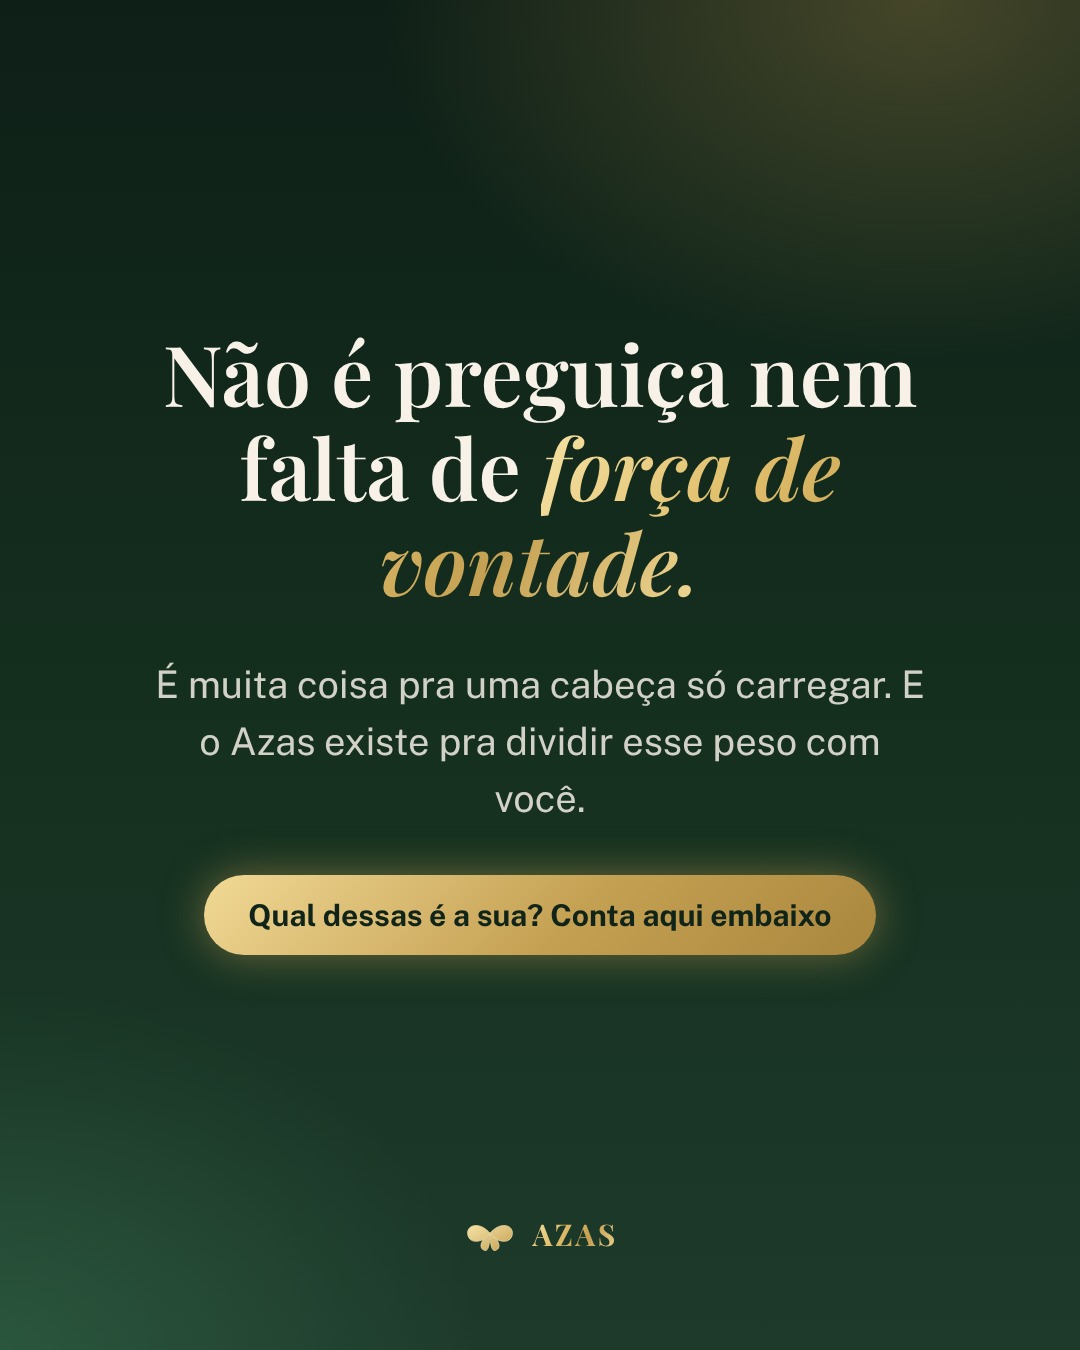 Não é preguiça nem
falta de força de
vontade.
É muita coisa pra uma cabeça só carregar. E
o Azas existe pra dividir esse peso com
você.
Qual dessas é a sua? Conta aqui embaixo
AZAS